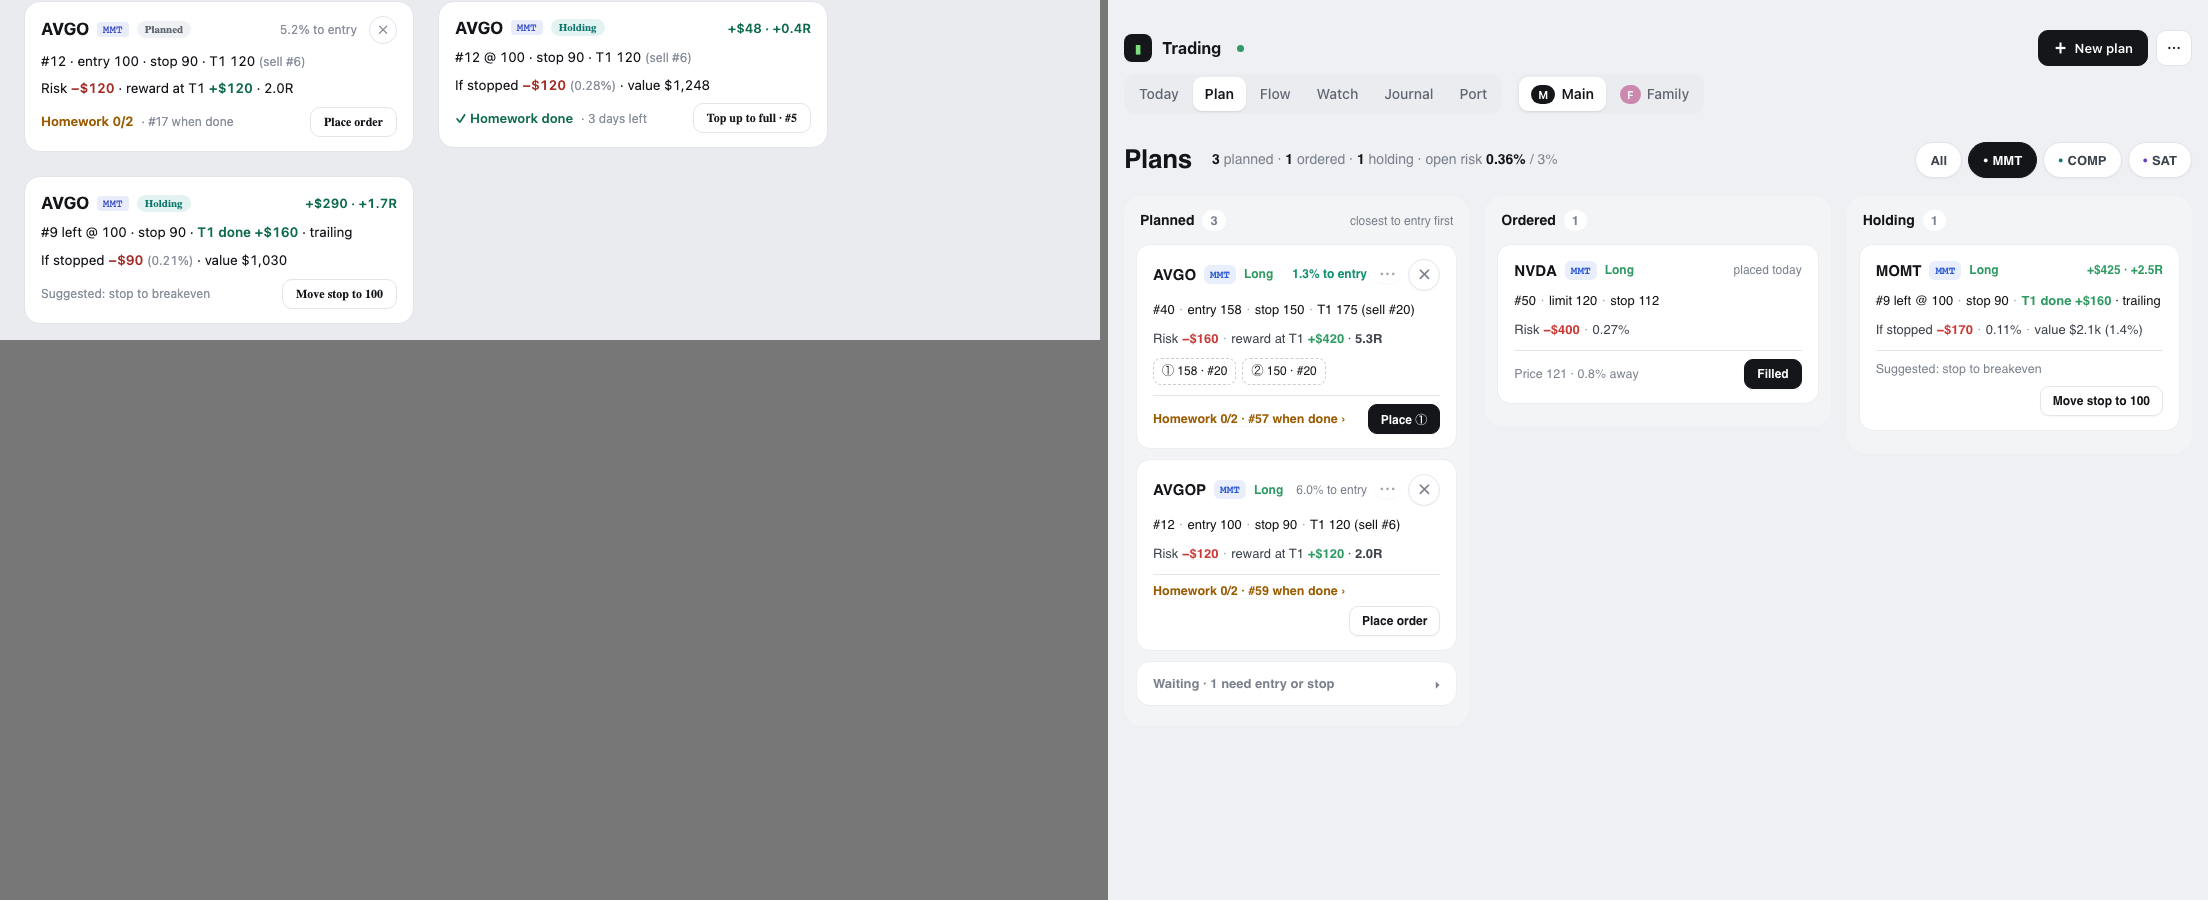 AVGO MMT Planned 5.2% to entry ✕
#12 · entry 100 · stop 90 · T1 120 (sell #6)
Risk −$120 · reward at T1 +$120 · 2.0R
Homework 0/2 · #17 when done Place order
AVGO MMT Holding +$48 · +0.4R
#12 @ 100 · stop 90 · T1 120 (sell #6)
If stopped −$120 (0.28%) · value $1,248
✓ Homework done · 3 days left Top up to full · #5
AVGO MMT Holding +$290 · +1.7R
#9 left @ 100 · stop 90 · T1 done +$160 · trailing
If stopped −$90 (0.21%) · value $1,030
Suggested: stop to breakeven Move stop to 100
Trading
+ New plan ···
Today Plan Flow Watch Journal Port M Main F Family
Plans 3 planned · 1 ordered · 1 holding · open risk 0.36% / 3%
All • MMT • COMP • SAT
Planned 3 closest to entry first
AVGO MMT Long 1.3% to entry ··· ✕
#40 · entry 158 · stop 150 · T1 175 (sell #20)
Risk −$160 · reward at T1 +$420 · 5.3R
① 158 · #20 ② 150 · #20
Homework 0/2 · #57 when done › Place ①
AVGOP MMT Long 6.0% to entry ··· ✕
#12 · entry 100 · stop 90 · T1 120 (sell #6)
Risk −$120 · reward at T1 +$120 · 2.0R
Homework 0/2 · #59 when done ›
Place order
Waiting · 1 need entry or stop ›
Ordered 1
NVDA MMT Long placed today
#50 · limit 120 · stop 112
Risk −$400 · 0.27%
Price 121 · 0.8% away Filled
Holding 1
MOMT MMT Long +$425 · +2.5R
#9 left @ 100 · stop 90 · T1 done +$160 · trailing
If stopped −$170 · 0.11% · value $2.1k (1.4%)
Suggested: stop to breakeven
Move stop to 100